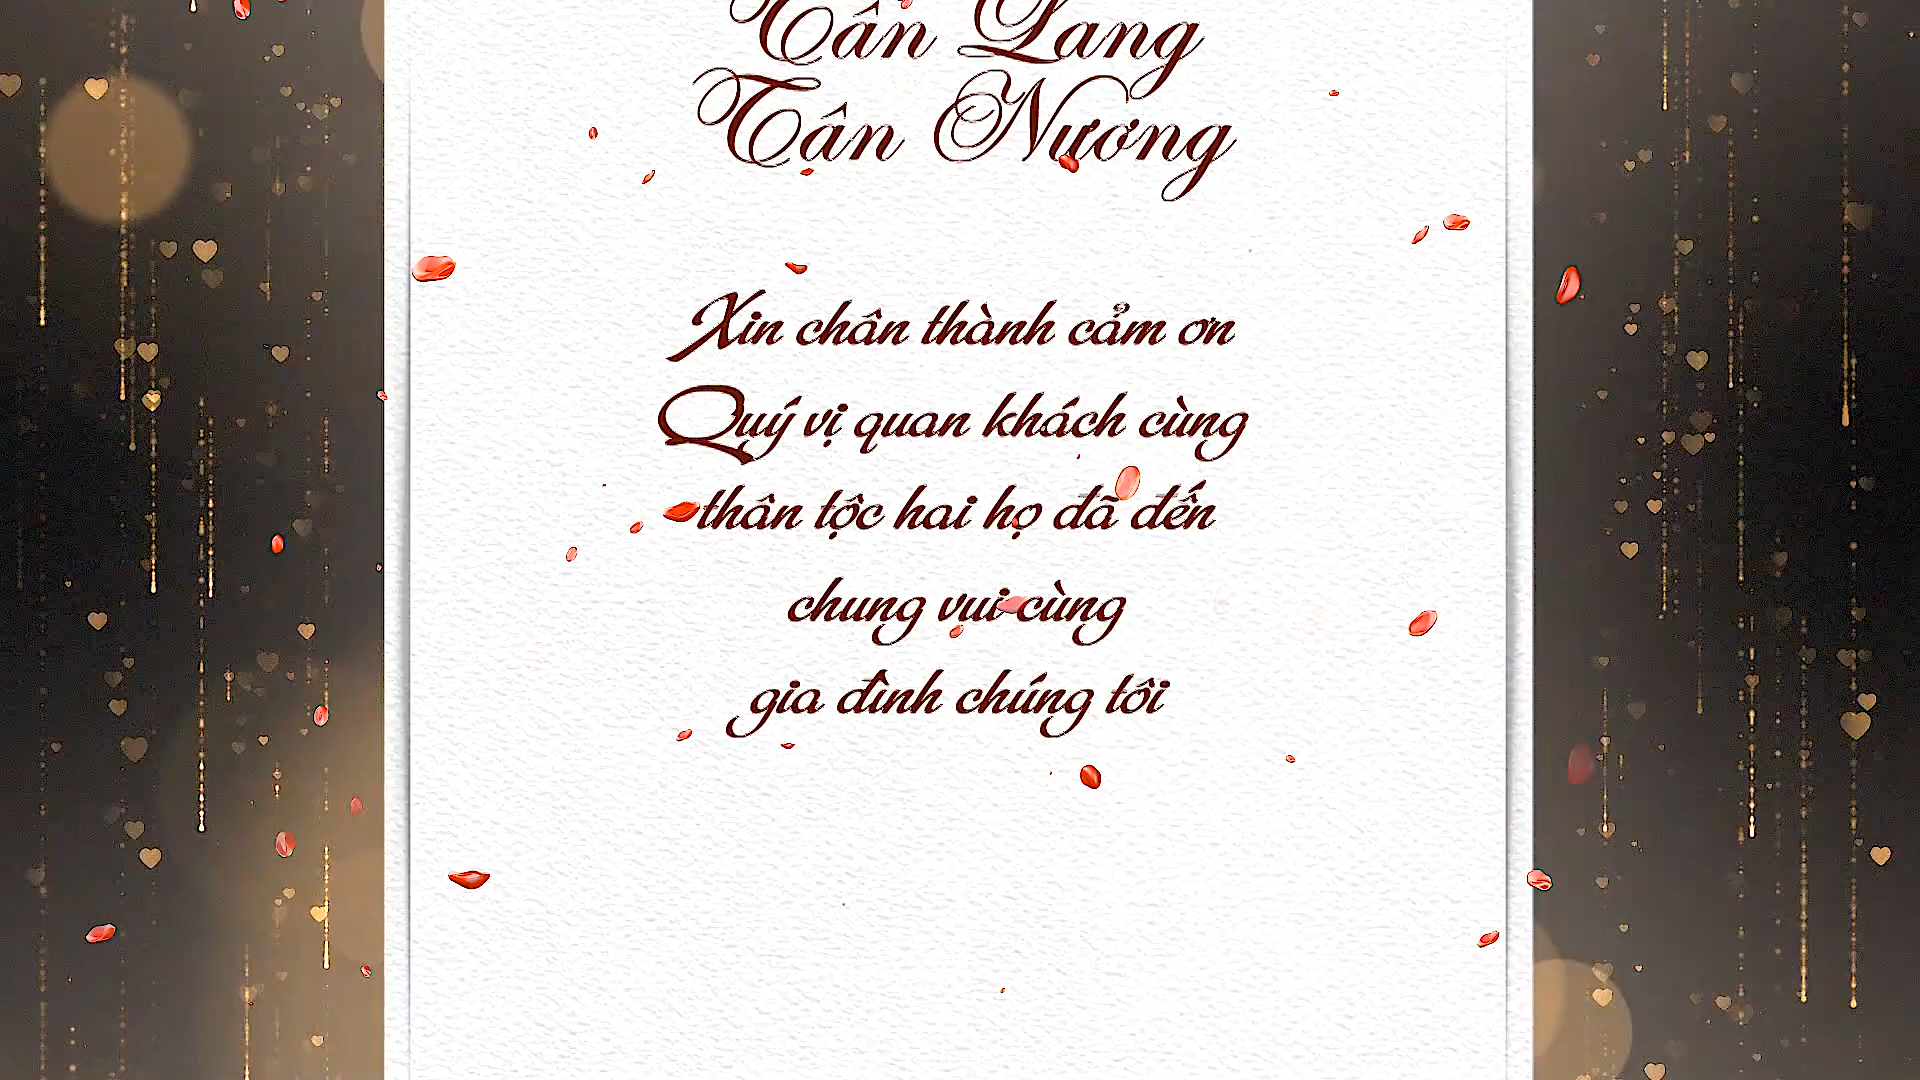 Tân Lang
Tân Nương
Xin chân thành cảm ơn
Quý vị quan khách cùng
thân tộc hai họ đã đến
chung vui cùng
gia đình chúng tôi